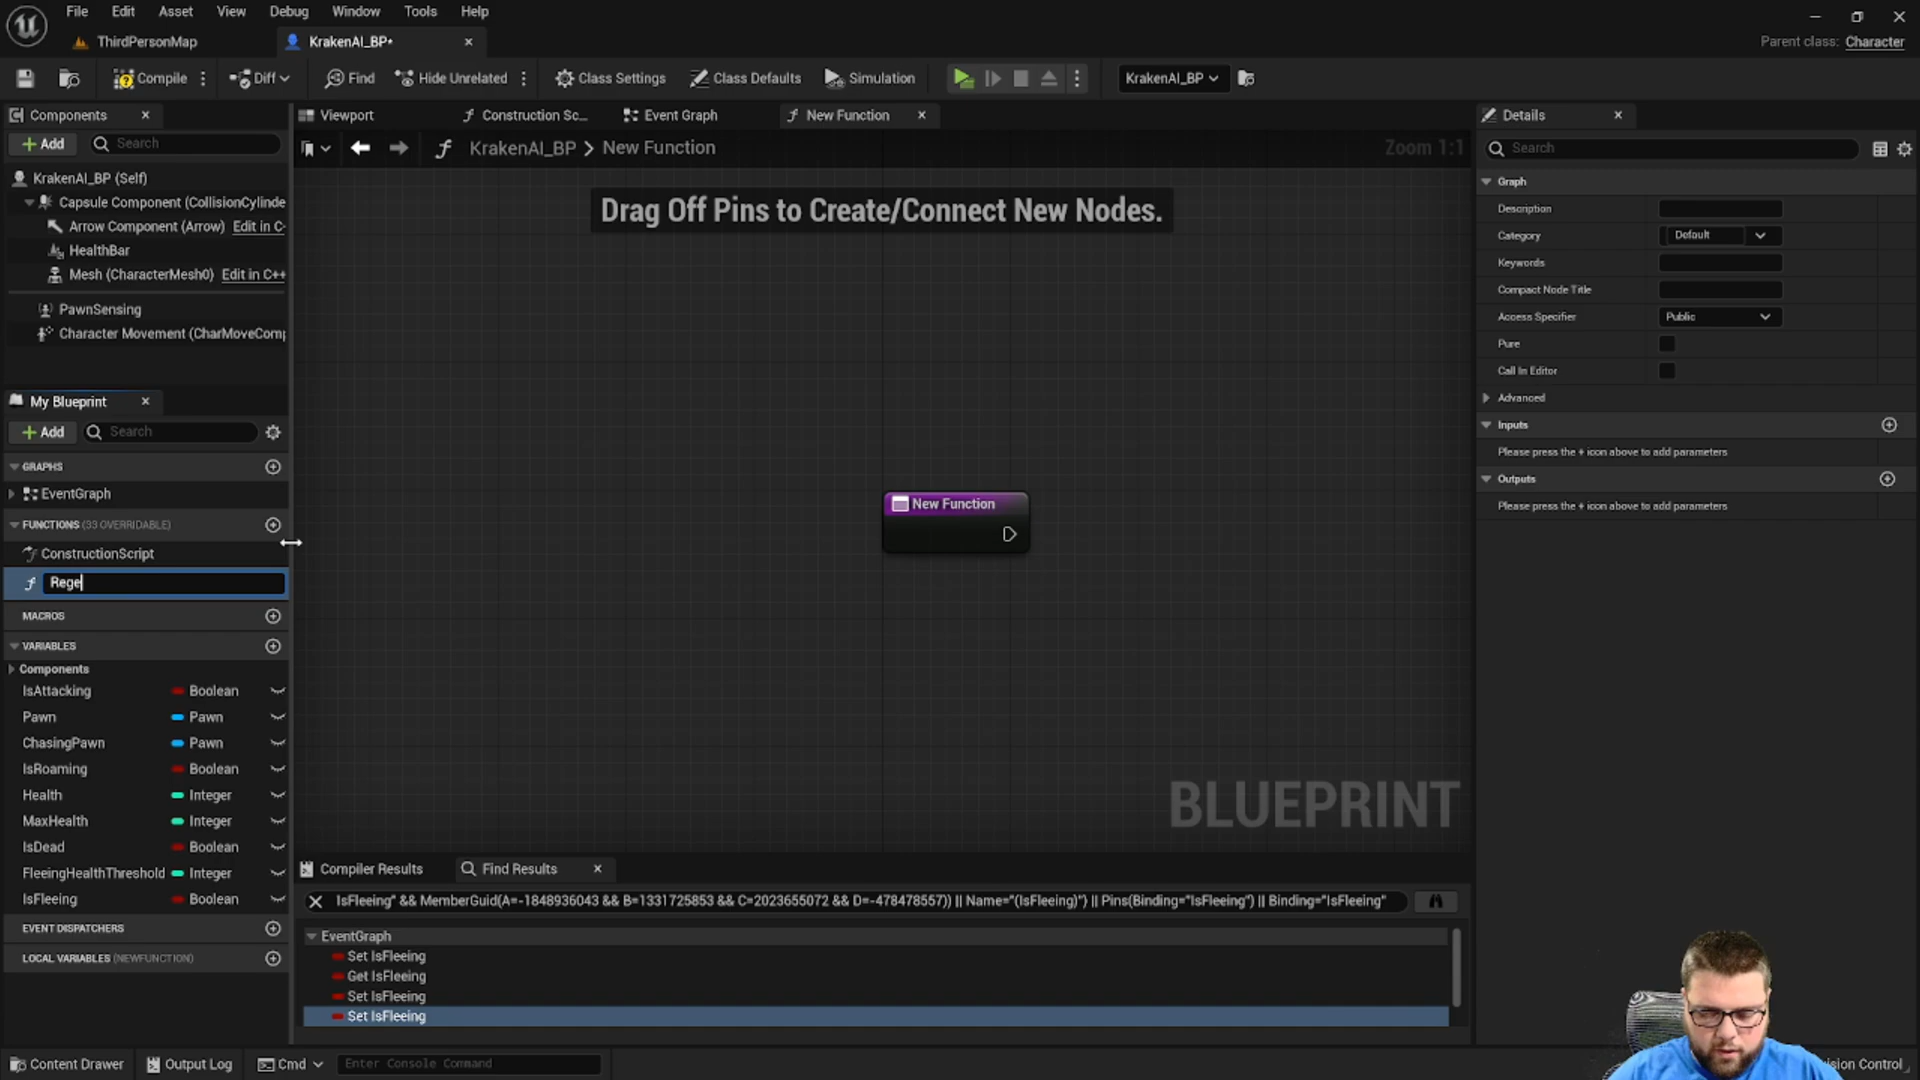 File Edit Asset View Debug Window Tools Help
ThirdPersonMap
KrakenAI_BP*
Parent class: Character
Compile
Diff
Find
Hide Unrelated
Class Settings
Class Defaults
Simulation
KrakenAI_BP
Components
Add
Search
KrakenAI_BP (Self)
Capsule Component (CollisionCylinde
Arrow Component (Arrow) Edit in C-
HealthBar
Mesh (CharacterMesh0) Edit in C++
PawnSensing
Character Movement (CharMoveComp
My Blueprint
Add
Search
GRAPHS
EventGraph
FUNCTIONS (33 OVERRIDABLE)
ConstructionScript
Rege
MACROS
VARIABLES
Components
IsAttacking Boolean
Pawn Pawn
ChasingPawn Pawn
IsRoaming Boolean
Health Integer
MaxHealth Integer
IsDead Boolean
FleeingHealthThreshold Integer
IsFleeing Boolean
EVENT DISPATCHERS
LOCAL VARIABLES (NEWFUNCTION)
Viewport
Construction Sc...
Event Graph
New Function
KrakenAI_BP > New Function
Zoom 1:1
Drag Off Pins to Create/Connect New Nodes.
New Function
BLUEPRINT
Compiler Results
Find Results
IsFleeing" && MemberGuid(A=-1848936043 && B=1331725853 && C=2023655072 && D=-478478557)) || Name="(IsFleeing)") || Pins(Binding="IsFleeing") || Binding="IsFleeing"
EventGraph
Set IsFleeing
Get IsFleeing
Set IsFleeing
Set IsFleeing
Details
Search
Graph
Description
Category Default
Keywords
Compact Node Title
Access Specifier Public
Pure
Call In Editor
Advanced
Inputs
Please press the + icon above to add parameters
Outputs
Please press the + icon above to add parameters
Content Drawer
Output Log
Cmd
Enter Console Command
ision Control